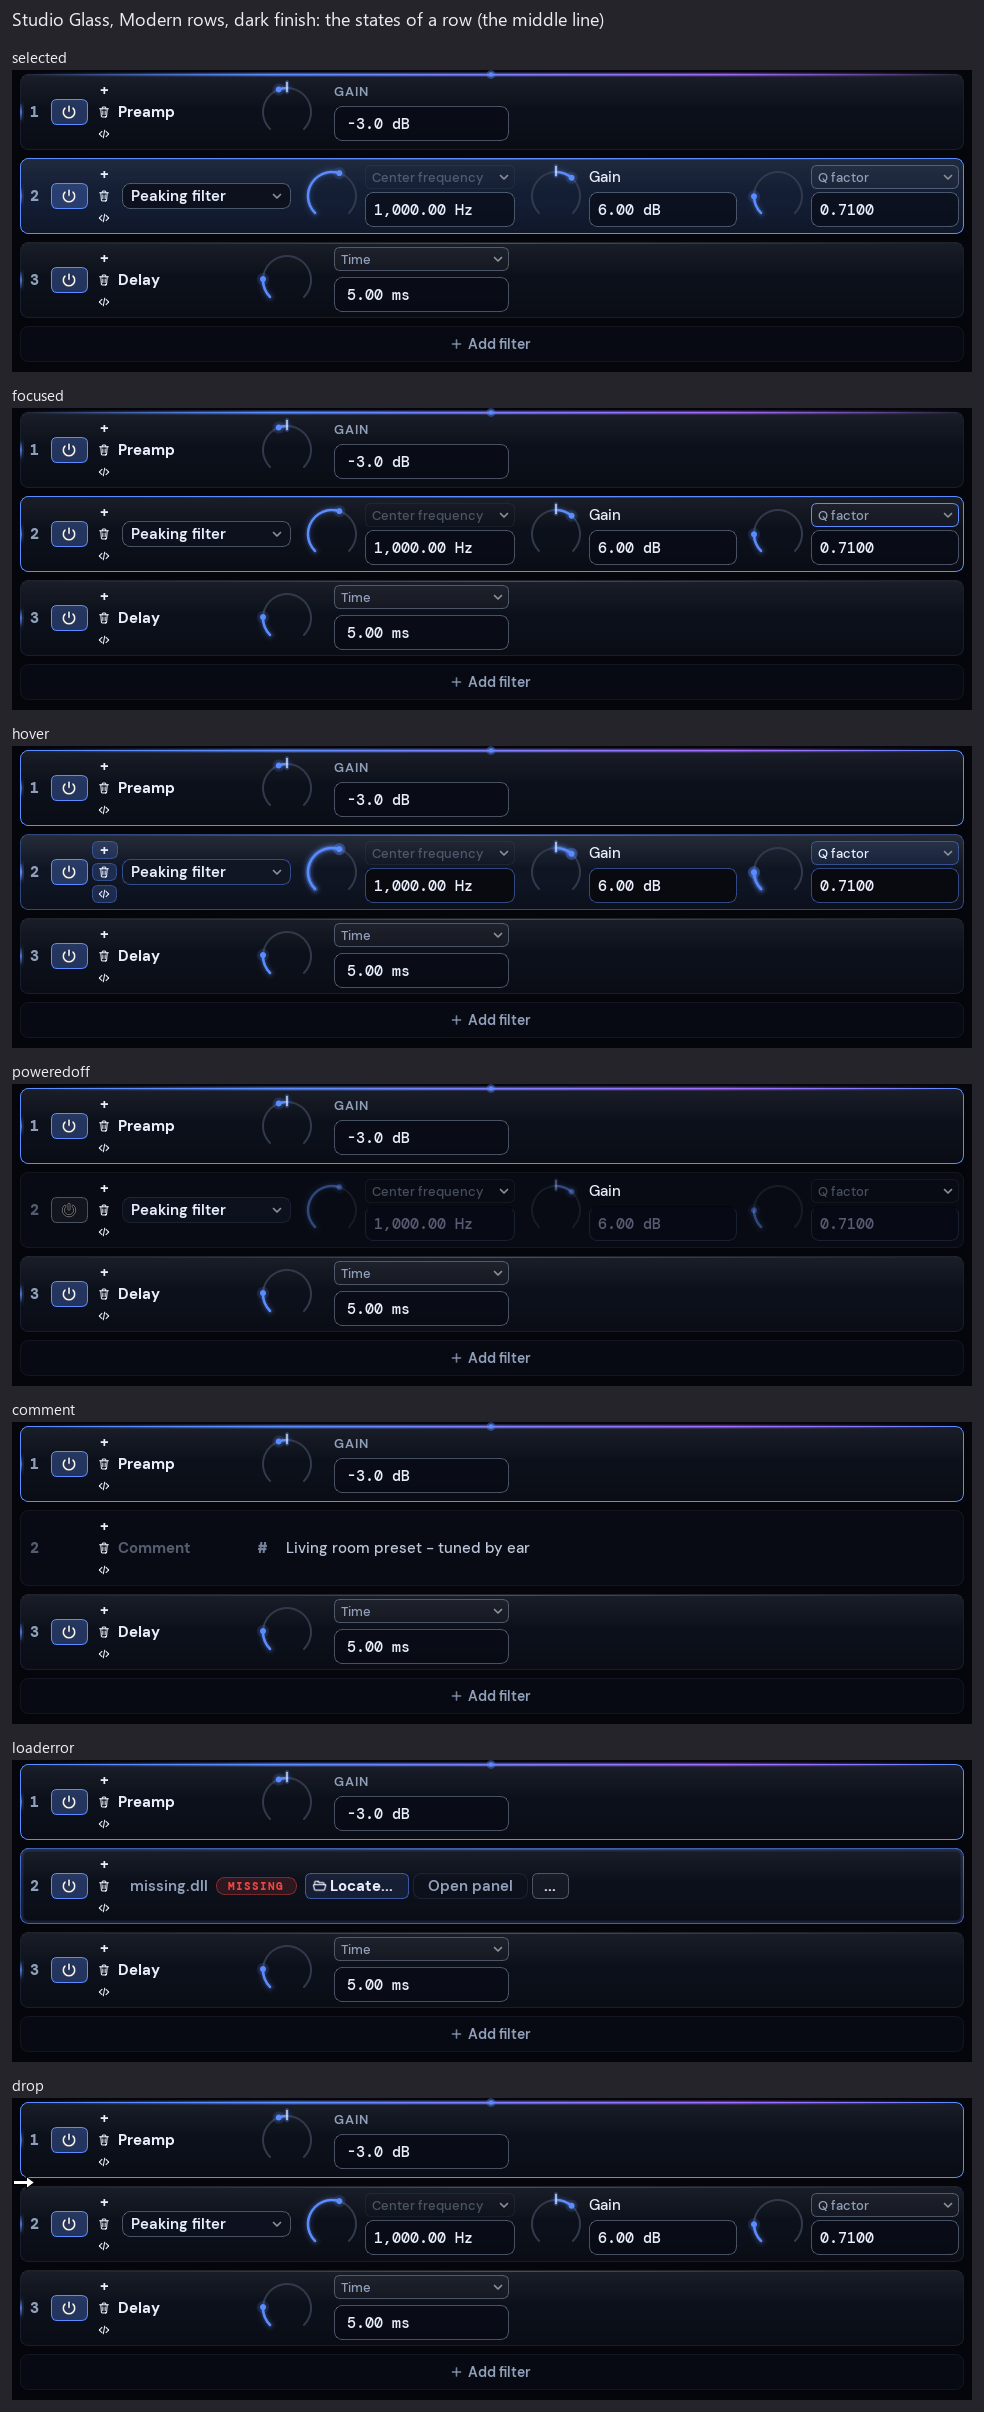 Studio Glass, Modern rows, dark finish: the states of a row (the middle line)
selected
1 Preamp GAIN
-3.0 dB
2 Peaking filter Center frequency Gain Q factor
1,000.00 Hz 6.00 dB 0.7100
3 Delay Time
5.00 ms
+ Add filter
focused
1 Preamp GAIN
-3.0 dB
2 Peaking filter Center frequency Gain Q factor
1,000.00 Hz 6.00 dB 0.7100
3 Delay Time
5.00 ms
+ Add filter
hover
1 Preamp GAIN
-3.0 dB
2 Peaking filter Center frequency Gain Q factor
1,000.00 Hz 6.00 dB 0.7100
3 Delay Time
5.00 ms
+ Add filter
poweredoff
1 Preamp GAIN
-3.0 dB
2 Peaking filter Center frequency Gain Q factor
1,000.00 Hz 6.00 dB 0.7100
3 Delay Time
5.00 ms
+ Add filter
comment
1 Preamp GAIN
-3.0 dB
2 Comment # Living room preset - tuned by ear
3 Delay Time
5.00 ms
+ Add filter
loaderror
1 Preamp GAIN
-3.0 dB
2 missing.dll MISSING Locate... Open panel ...
3 Delay Time
5.00 ms
+ Add filter
drop
1 Preamp GAIN
-3.0 dB
2 Peaking filter Center frequency Gain Q factor
1,000.00 Hz 6.00 dB 0.7100
3 Delay Time
5.00 ms
+ Add filter